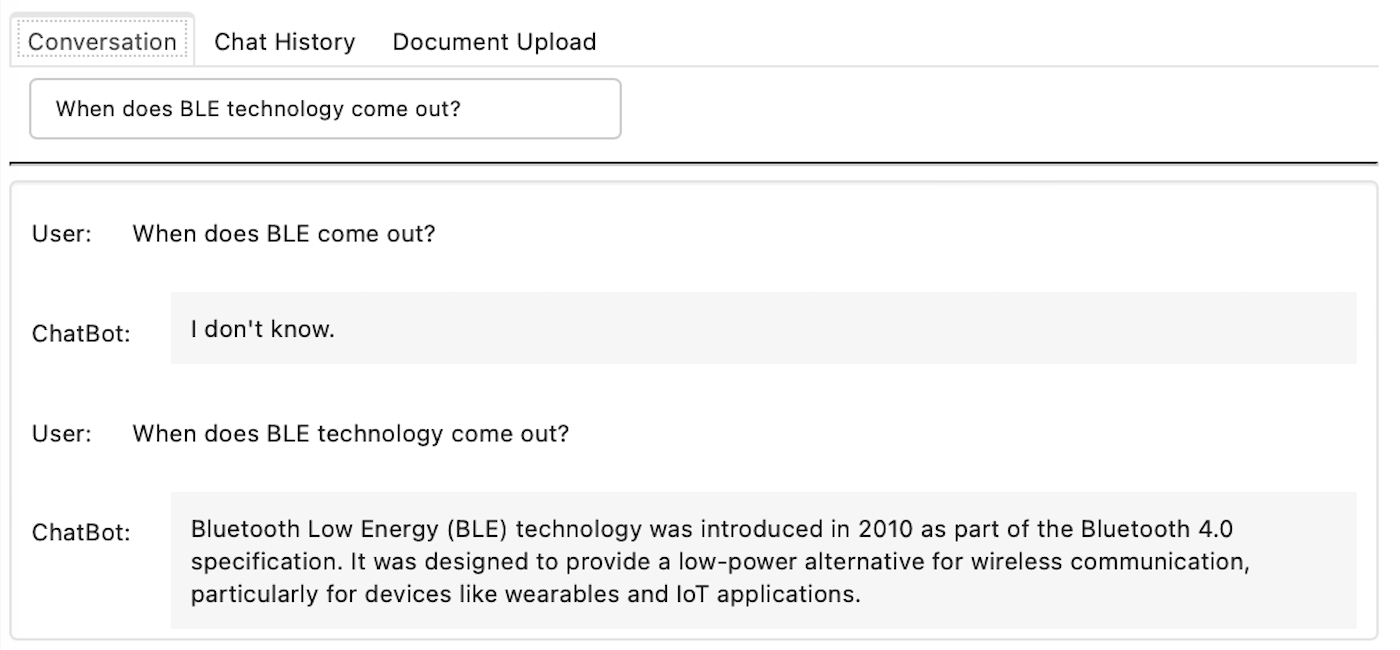 Conversation Chat History Document Upload
When does BLE technology come out?
User: When does BLE come out?
ChatBot: I don't know.
User: When does BLE technology come out?
ChatBot: Bluetooth Low Energy (BLE) technology was introduced in 2010 as part of the Bluetooth 4.0
specification. It was designed to provide a low-power alternative for wireless communication,
particularly for devices like wearables and IoT applications.